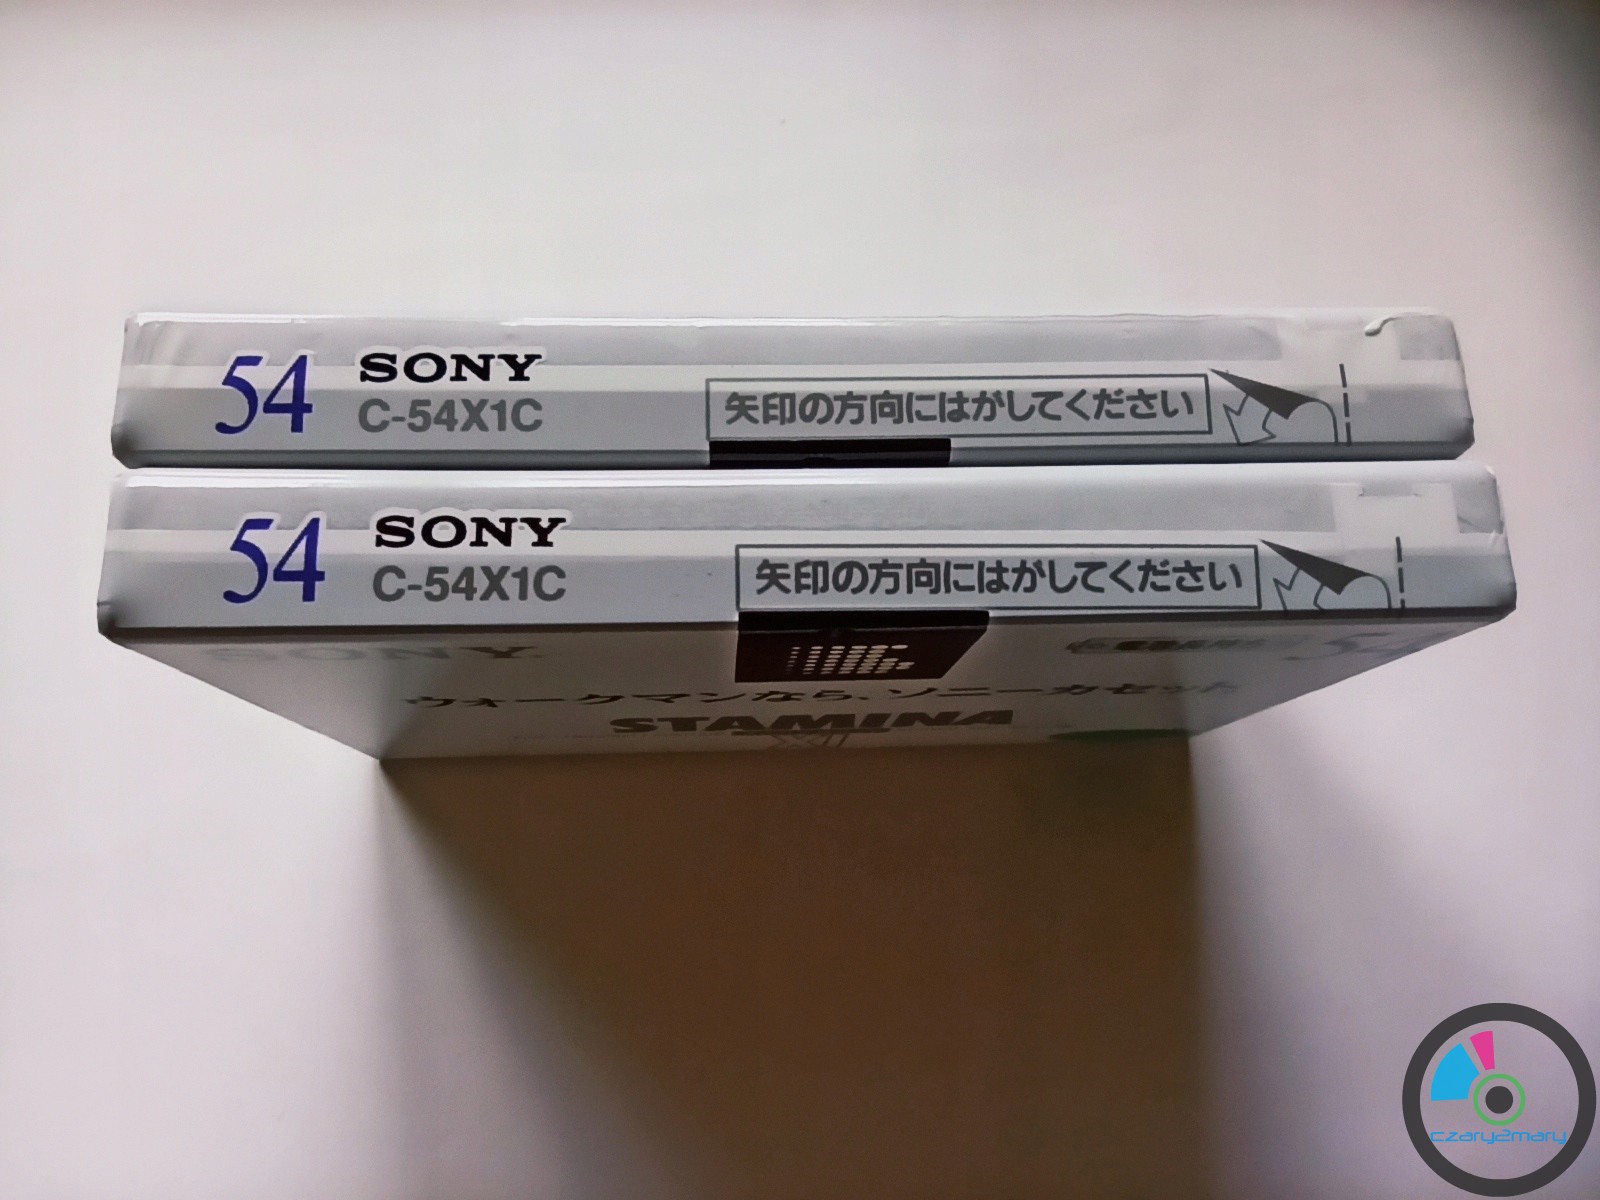 54
SONY
C-54X1C
矢印の方向にはがしてください
54
SONY
C-54X1C
矢印の方向にはがしてください
SONY
54
ウォークマンなら、ソニーカセット
STAMINA
X1
czary2mary